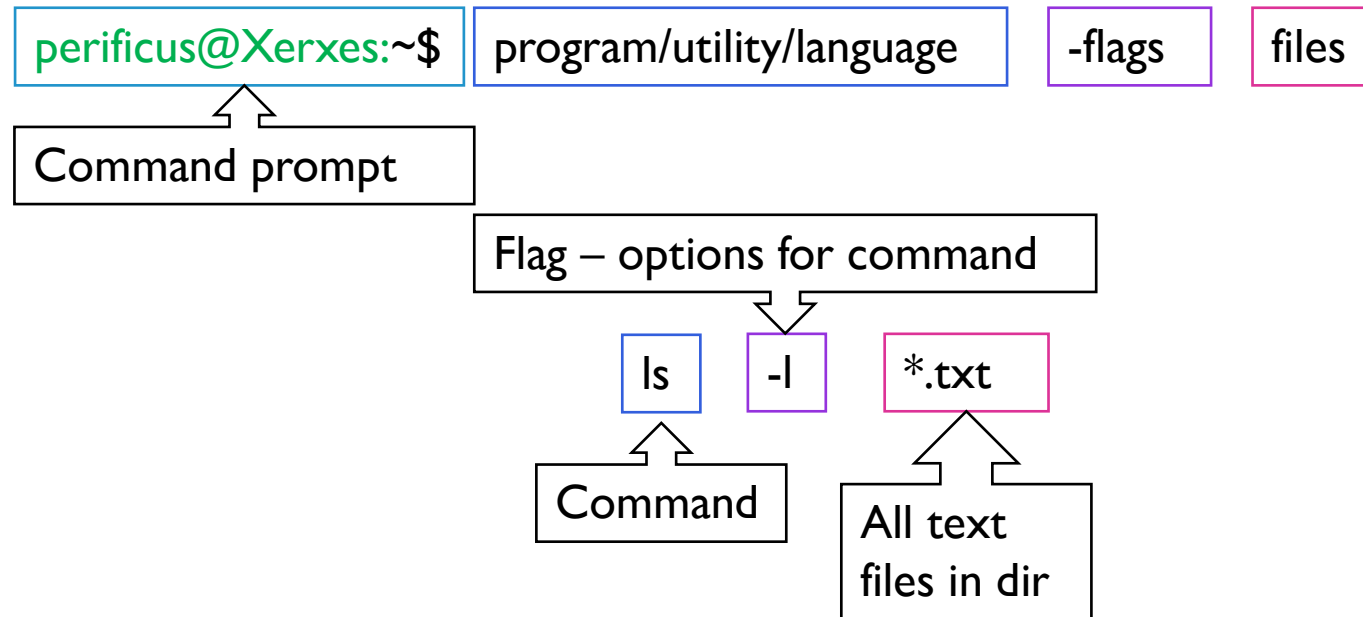 perificus@Xerxes:~$ program/utility/language -flags files
Command prompt
Flag – options for command
ls -l *.txt
Command
All text
files in dir